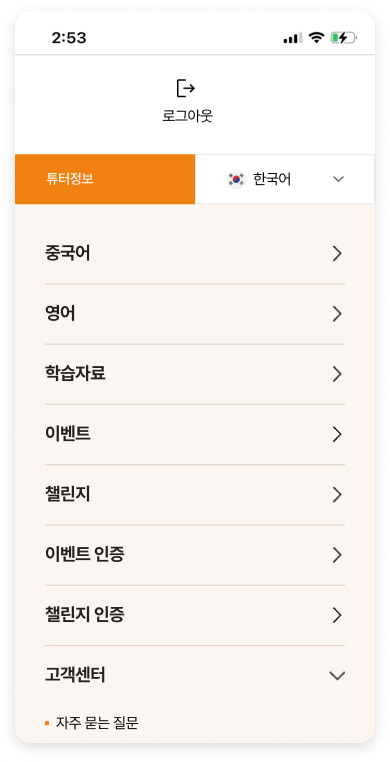 2:53
로그아웃
튜터정보
한국어
중국어
영어
학습자료
이벤트
챌린지
이벤트 인증
챌린지 인증
고객센터
자주 묻는 질문